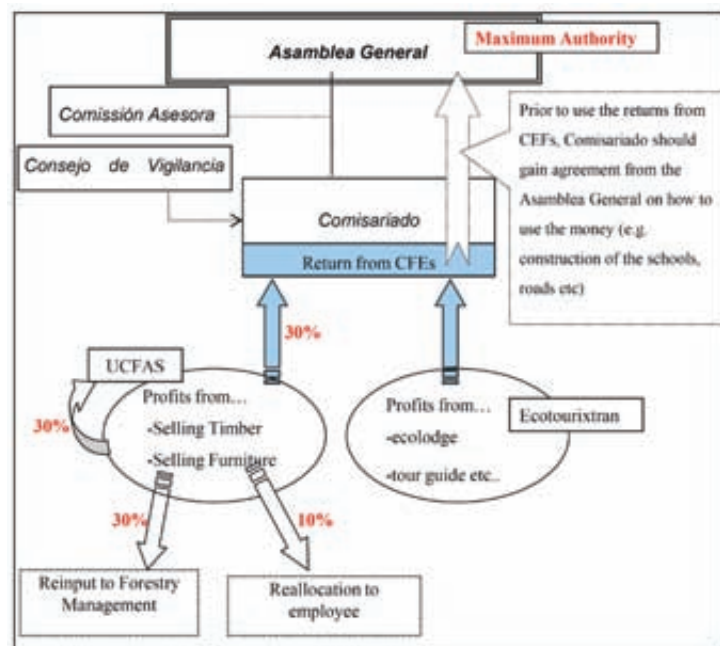 Asamblea General
Maximum Authority
Comissión Asesora
Consejo de Vigilancia
Comisariado
Return from CFEs
Prior to use the returns from
CEFs, Comisariado should
gain agreement from the
Asamblea General on how to
use the money (e.g.
construction of the schools,
roads etc)
30%
UCFAS
30%
Profits from…
-Selling Timber
-Selling Furniture
Profits from…
-ecolodge
-tour guide etc..
Ecotourixtran
30%
10%
Reinput to Forestry
Management
Reallocation to
employee